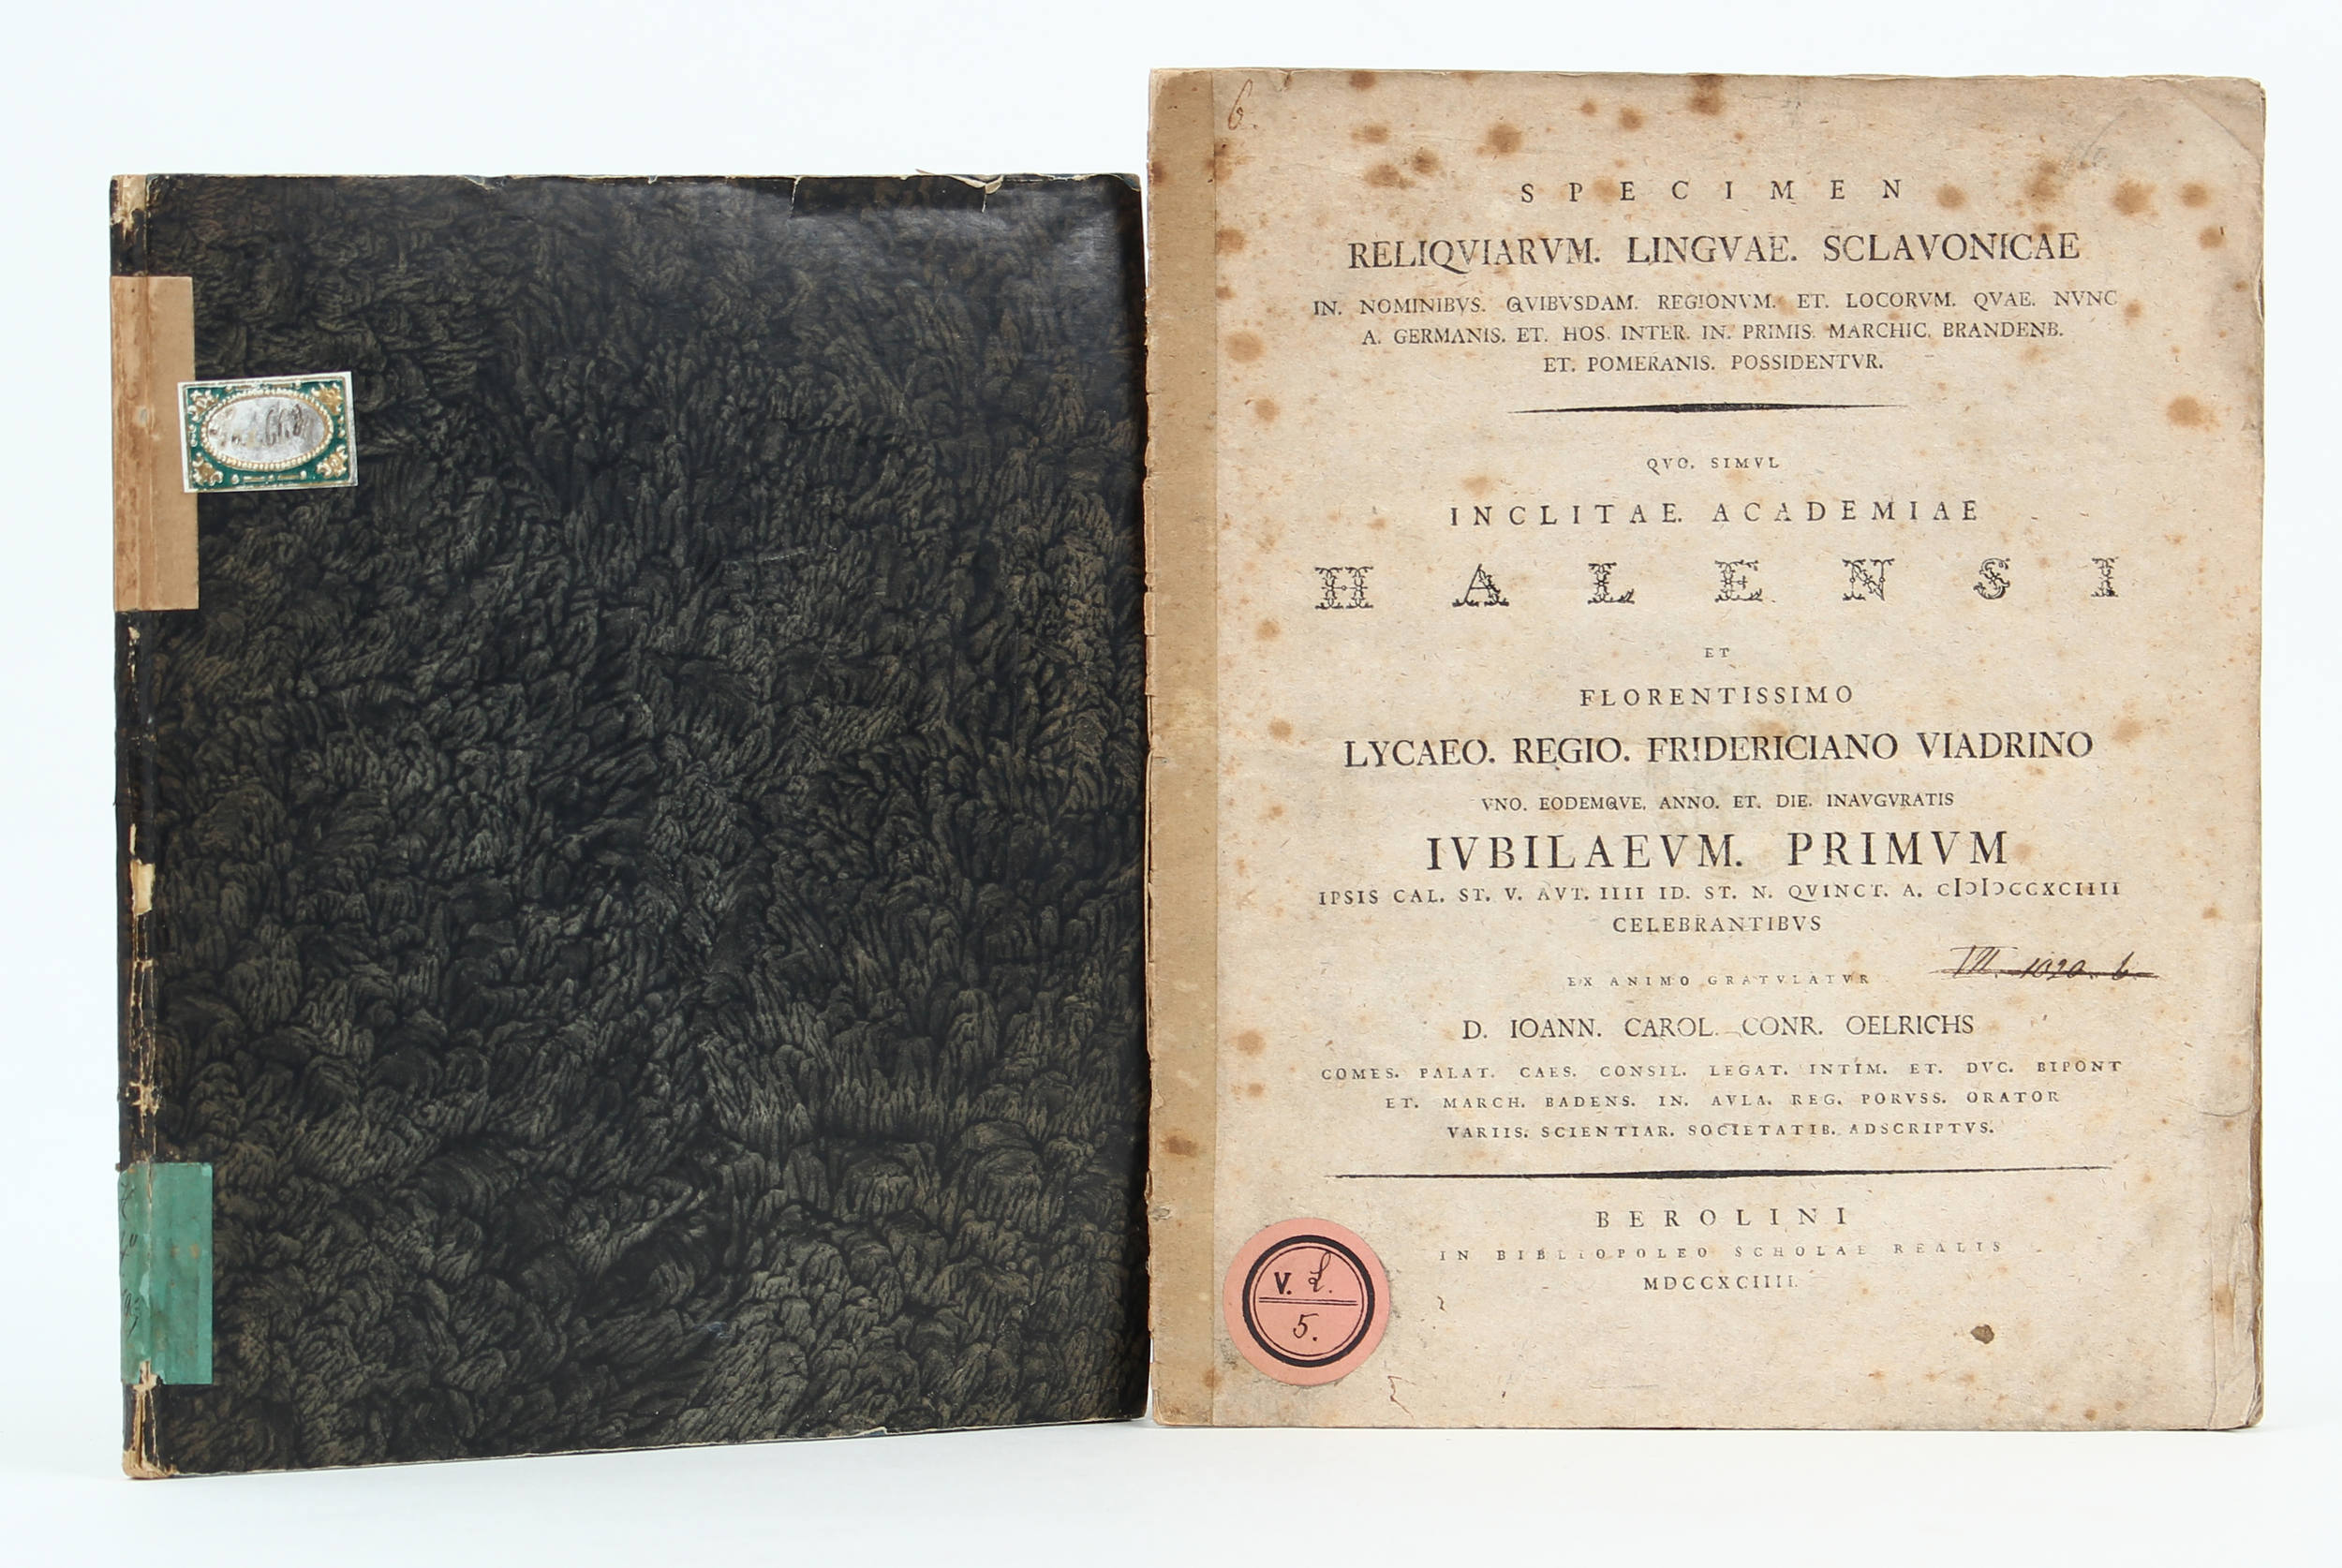 6.
SPECIMEN
RELIQVIARVM. LINGVAE. SCLAVONICAE
IN. NOMINIBVS. QVIBVSDAM. REGIONVM. ET. LOCORVM. QVAE. NVNC
A. GERMANIS. ET. HOS. INTER. IN. PRIMIS. MARCHIC. BRANDENB.
ET. POMERANIS. POSSIDENTVR.
QVO. SIMVL
INCLITAE. ACADEMIAE
HALENSI
ET
FLORENTISSIMO
LYCAEO. REGIO. FRIDERICIANO VIADRINO
VNO. EODEMQVE. ANNO. ET. DIE. INAVGVRATIS
IVBILAEVM. PRIMVM
IPSIS CAL. ST. V. AVT. IIII ID. ST. N. QVINCT. A. CIƆIƆCCXCIIII
CELEBRANTIBVS
VII. 1020. b.
EX ANIMO GRATVLATVR
D. IOANN. CAROL. CONR. OELRICHS
COMES. PALAT. CAES. CONSIL. LEGAT. INTIM. ET. DVC. BIPONT
ET. MARCH. BADENS. IN. AVLA. REG. PORVSS. ORATOR
VARIIS. SCIENTIAR. SOCIETATIB. ADSCRIPTVS.
BEROLINI
IN BIBLIOPOLEO SCHOLAE REALIS
MDCCXCIIII.
V. L.
5.